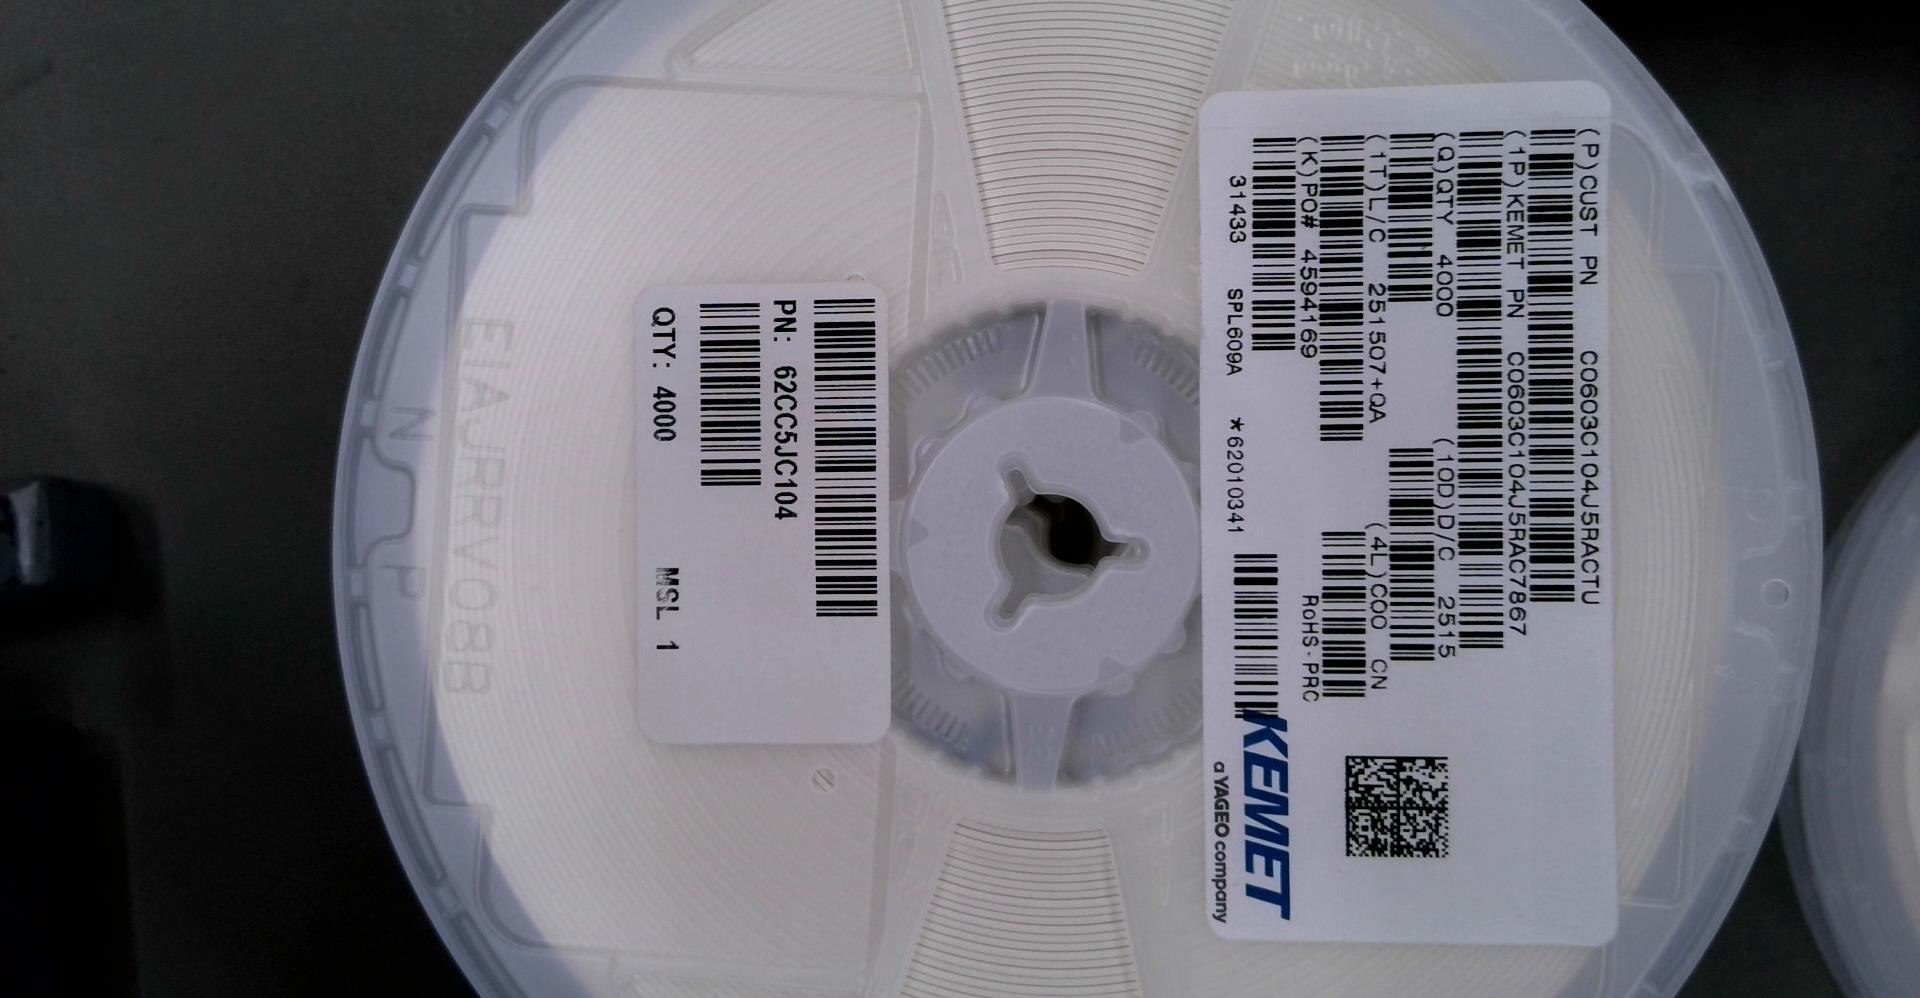 (P)CUST PN C0603C104J5RACTU
(1P)KEMET PN C0603C104J5RAC7867
(Q)QTY 4000 (10D)D/C 2515
(1T)L/C 251507+QA (4L)COO CN
(K)PO# 4594169 RoHS-PRC
31433 SPL609A *62010341
KEMET
a YAGEO company
PN: 62CC5JC104
QTY: 4000 MSL 1
EIAJRRV08B
N P